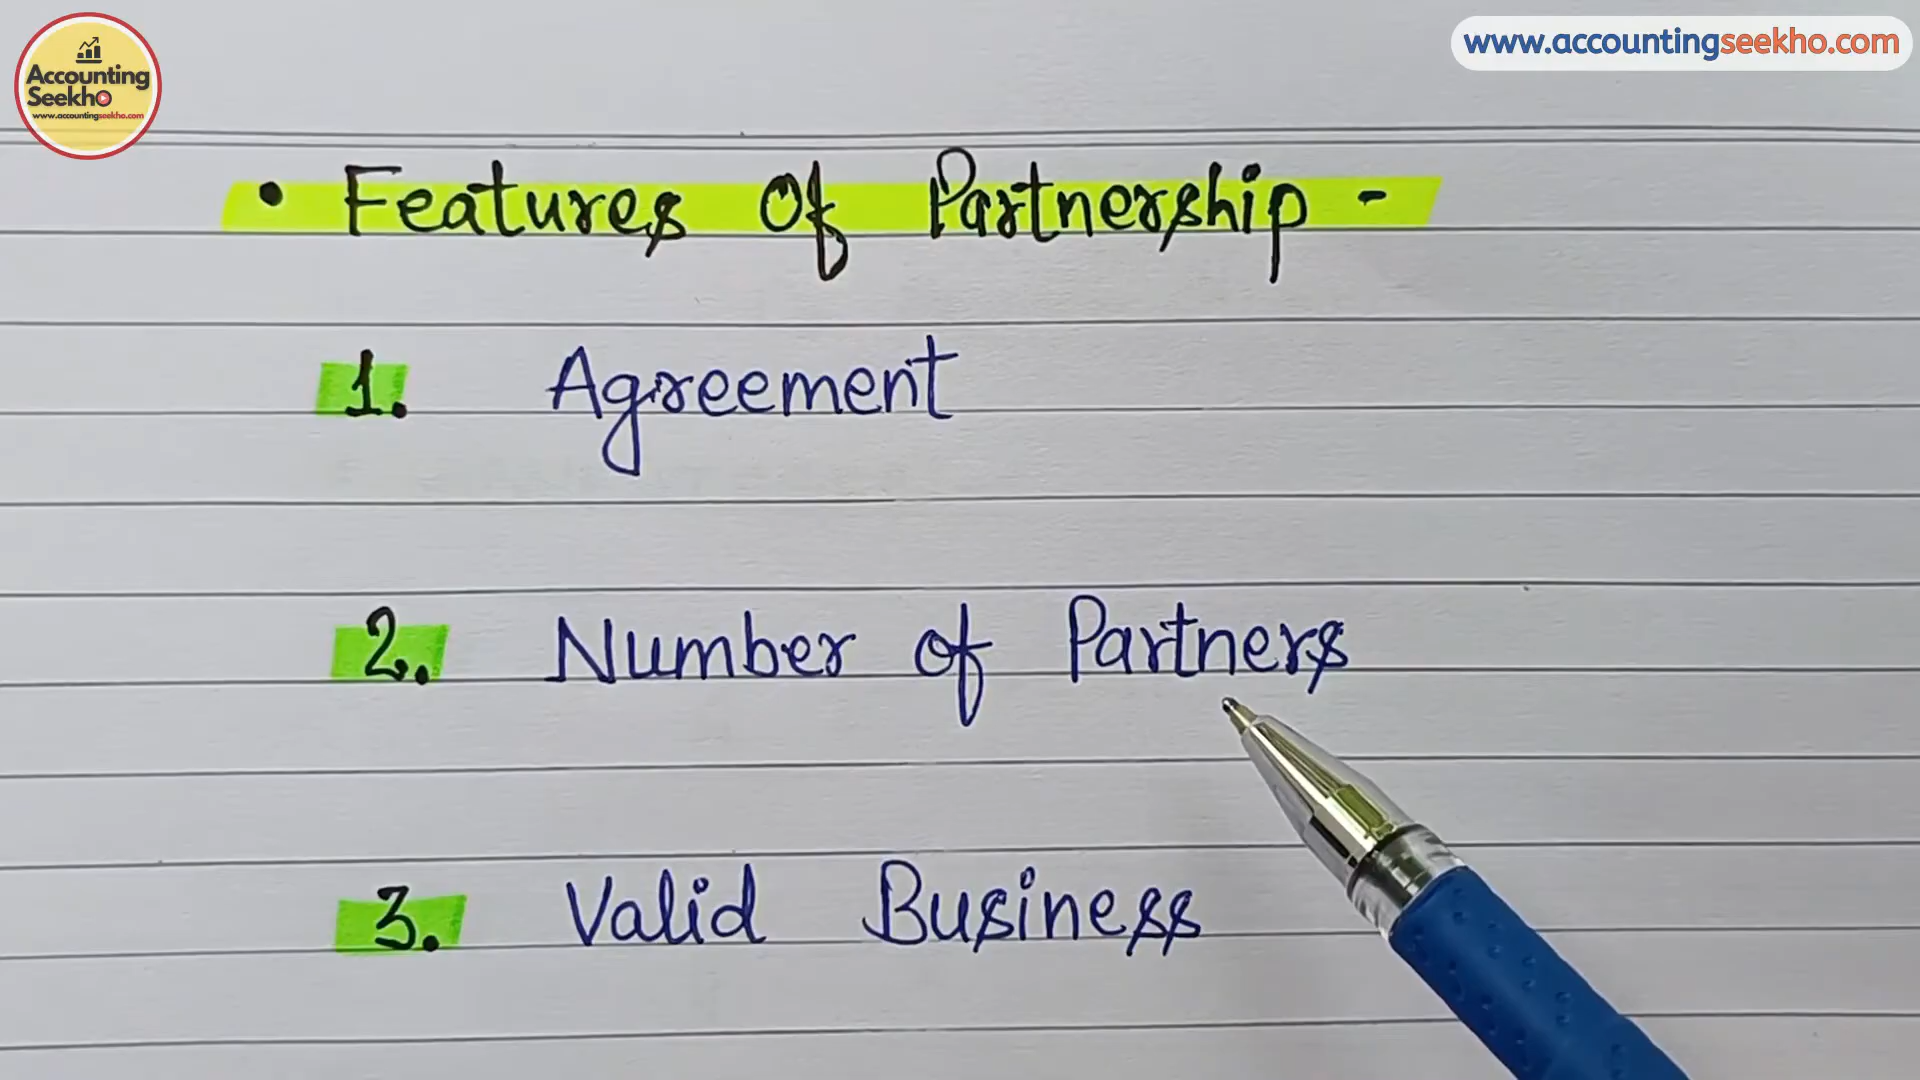 Accounting
Seekho
www.accountingseekho.com
www.accountingseekho.com
• Features Of Partnership -
1. Agreement
2. Number of Partners
3. Valid Business